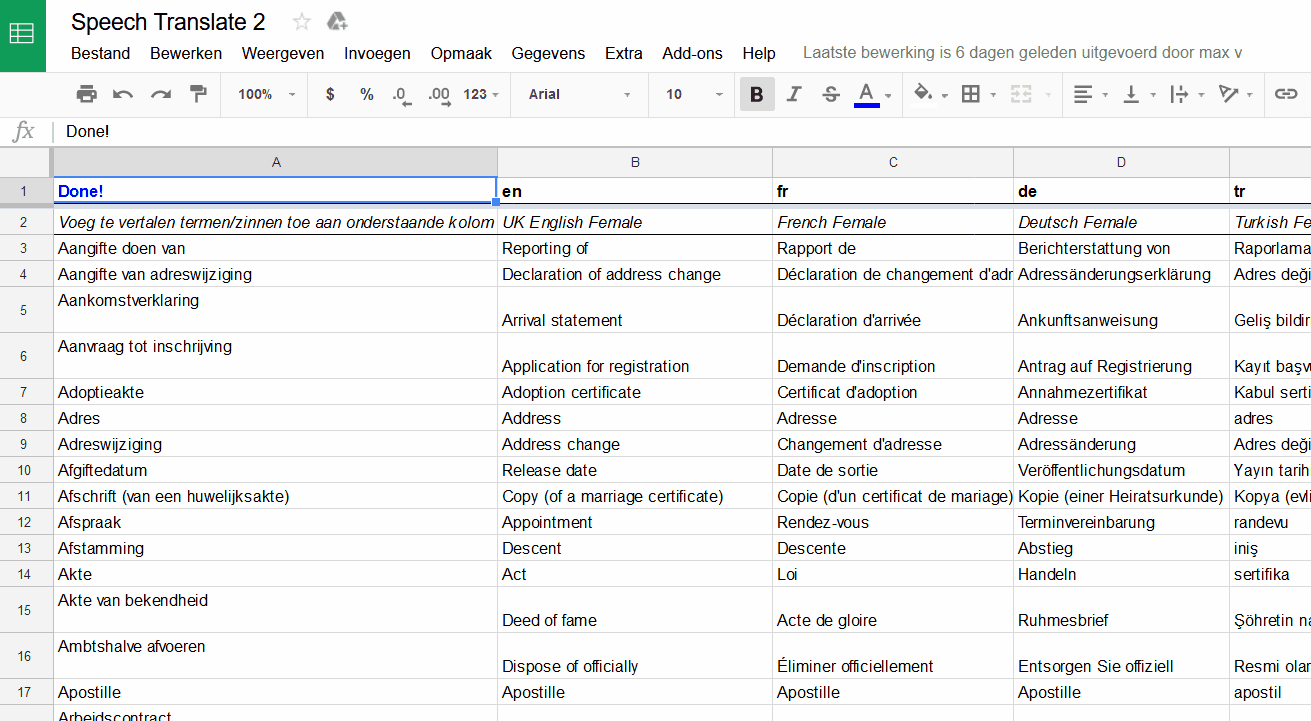 Speech Translate 2
Bestand Bewerken Weergeven Invoegen Opmaak Gegevens Extra Add-ons Help Laatste bewerking is 6 dagen geleden uitgevoerd door max v
100% $ % .0 .00 123 Arial 10 B I S A
fx Done!
A B C D
1 Done! en fr de tr
2 Voeg te vertalen termen/zinnen toe aan onderstaande kolom UK English Female French Female Deutsch Female Turkish Fe
3 Aangifte doen van Reporting of Rapport de Berichterstattung von Raporlama
4 Aangifte van adreswijziging Declaration of address change Déclaration de changement d'adr Adressänderungserklärung Adres deği
5 Aankomstverklaring Arrival statement Déclaration d'arrivée Ankunftsanweisung Geliş bildir
6 Aanvraag tot inschrijving Application for registration Demande d'inscription Antrag auf Registrierung Kayıt başvu
7 Adoptieakte Adoption certificate Certificat d'adoption Annahmezertifikat Kabul serti
8 Adres Address Adresse Adresse adres
9 Adreswijziging Address change Changement d'adresse Adressänderung Adres deği
10 Afgiftedatum Release date Date de sortie Veröffentlichungsdatum Yayın tarih
11 Afschrift (van een huwelijksakte) Copy (of a marriage certificate) Copie (d'un certificat de mariage) Kopie (einer Heiratsurkunde) Kopya (evli
12 Afspraak Appointment Rendez-vous Terminvereinbarung randevu
13 Afstamming Descent Descente Abstieg iniş
14 Akte Act Loi Handeln sertifika
15 Akte van bekendheid Deed of fame Acte de gloire Ruhmesbrief Şöhretin na
16 Ambtshalve afvoeren Dispose of officially Éliminer officiellement Entsorgen Sie offiziell Resmi olar
17 Apostille Apostille Apostille Apostille apostil
Arbeidscontract